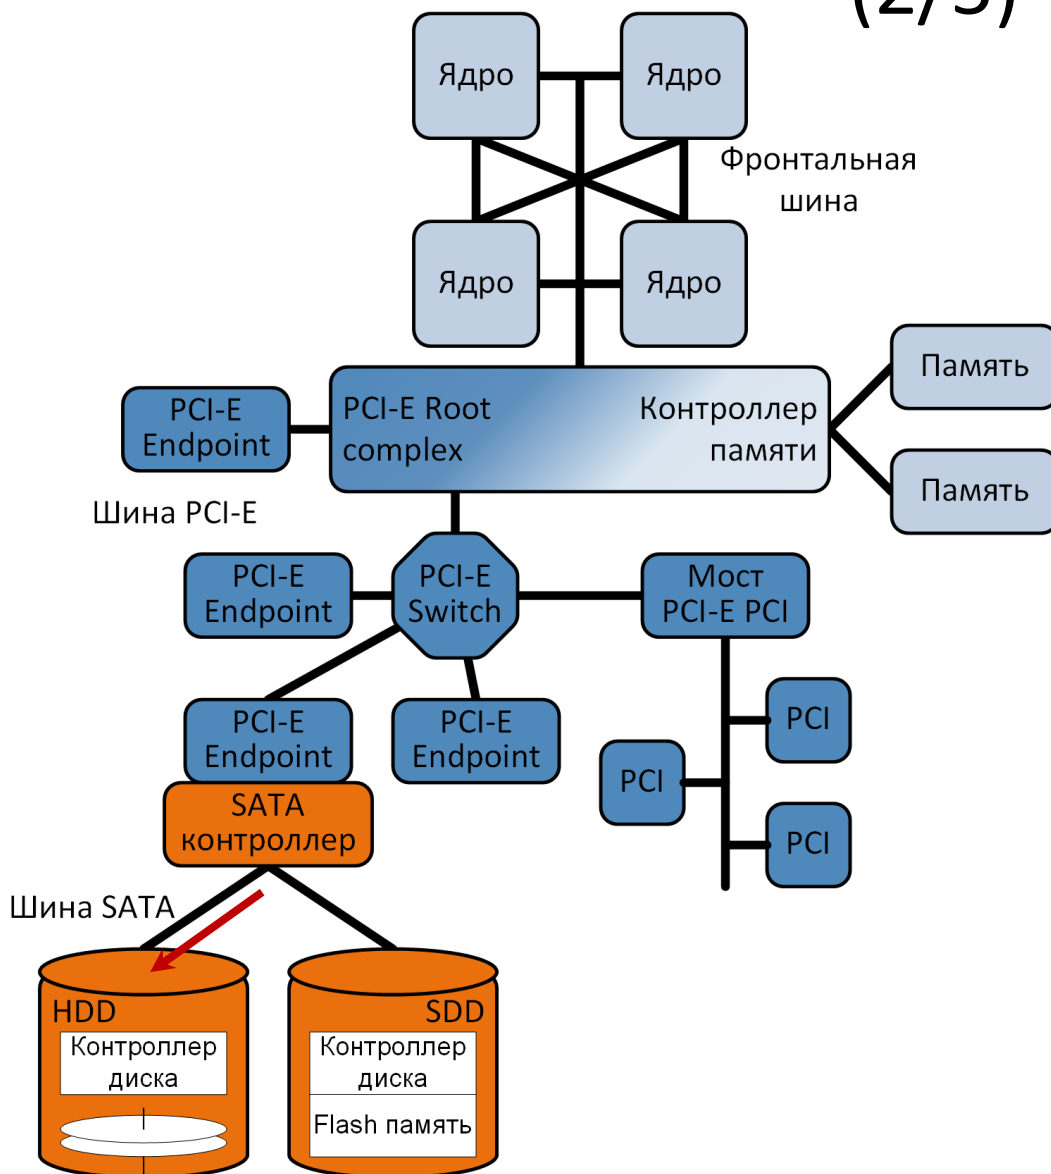 (2/3)
Ядро
Ядро
Фронтальная
шина
Ядро
Ядро
Память
PCI-E
Endpoint
PCI-E Root
complex
Контроллер
памяти
Память
Шина PCI-E
PCI-E
Endpoint
PCI-E
Switch
Мост
PCI-E PCI
PCI-E
Endpoint
PCI-E
Endpoint
PCI
PCI
PCI
SATA
контроллер
Шина SATA
HDD
Контроллер
диска
SDD
Контроллер
диска
Flash память